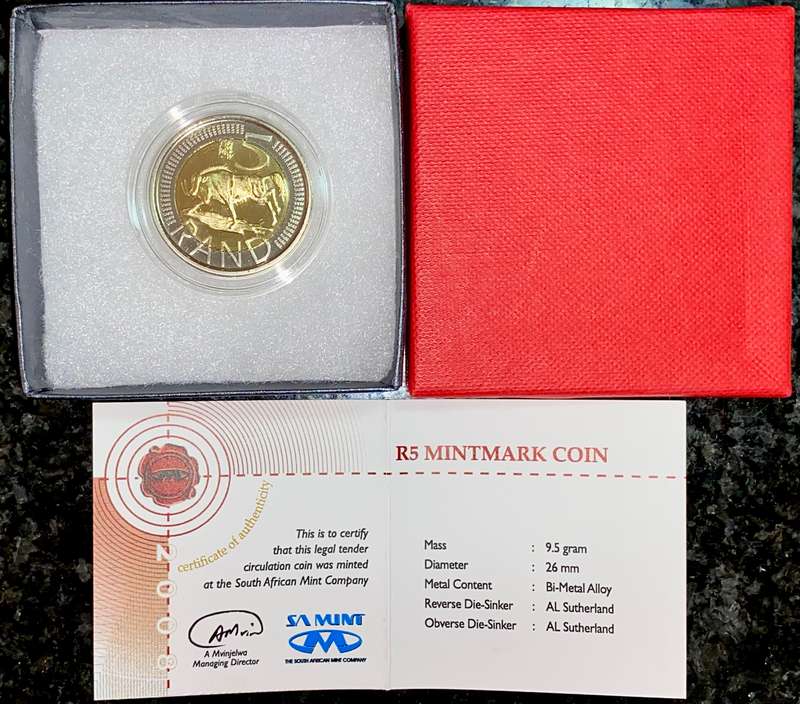 5
RAND
R5 MINTMARK COIN
certificate of authenticity
2008
This is to certify
that this legal tender
circulation coin was minted
at the South African Mint Company
AMvin
A Mvinjelwa
Managing Director
SA MINT
THE SOUTH AFRICAN MINT COMPANY
Mass : 9.5 gram
Diameter : 26 mm
Metal Content : Bi-Metal Alloy
Reverse Die-Sinker : AL Sutherland
Obverse Die-Sinker : AL Sutherland